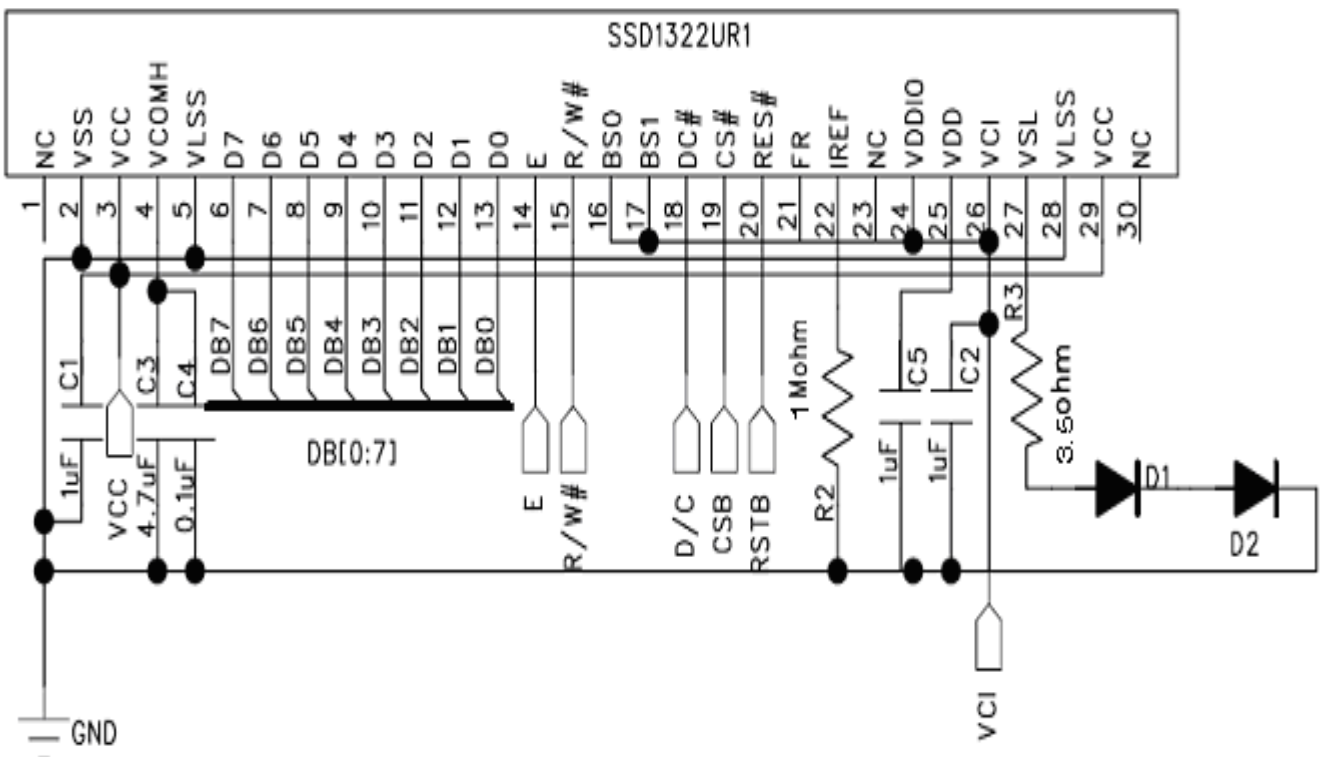 SSD1322UR1
NC
VSS
VCC
VCOMH
VLSS
D7
D6
D5
D4
D3
D2
D1
D0
E
R/W#
BS0
BS1
DC#
CS#
RES#
FR
IREF
NC
VDDIO
VDD
VCI
VSL
VLSS
VCC
NC
1
2
3
4
5
6
7
8
9
10
11
12
13
14
15
16
17
18
19
20
21
22
23
24
25
26
27
28
29
30
C1
1uF
VCC
C3
4.7uF
C4
0.1uF
DB7
DB6
DB5
DB4
DB3
DB2
DB1
DB0
DB[0:7]
E
R/W#
D/C
CSB
RSTB
1Mohm
R2
C5
1uF
C2
1uF
R3
3.5ohm
D1
D2
VCI
GND